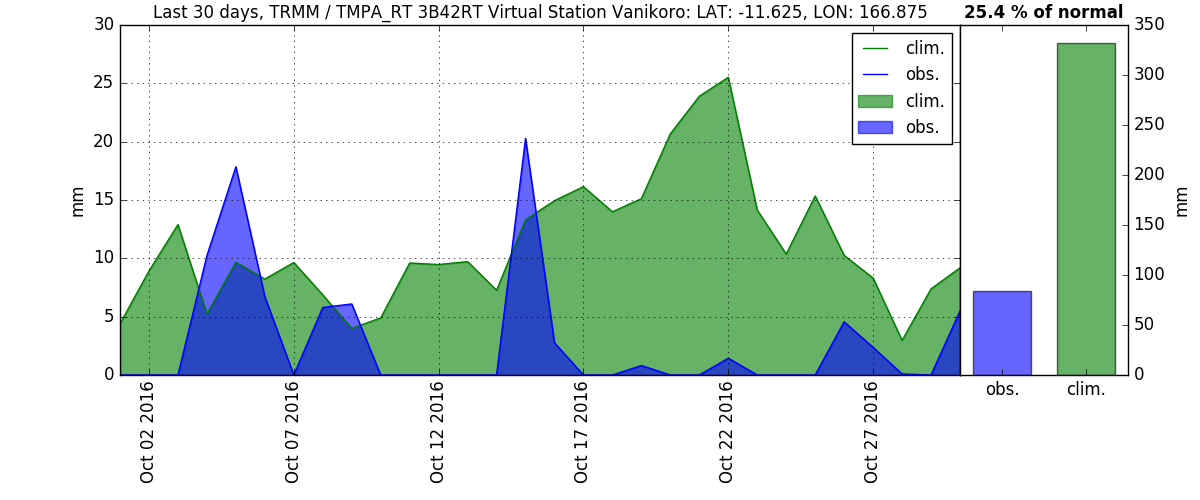 Last 30 days, TRMM / TMPA_RT 3B42RT Virtual Station Vanikoro: LAT: -11.625, LON: 166.875
25.4 % of normal
30
25
20
15
10
5
0
mm
clim.
obs.
clim.
obs.
Oct 02 2016
Oct 07 2016
Oct 12 2016
Oct 17 2016
Oct 22 2016
Oct 27 2016
350
300
250
200
150
100
50
0
mm
obs.
clim.